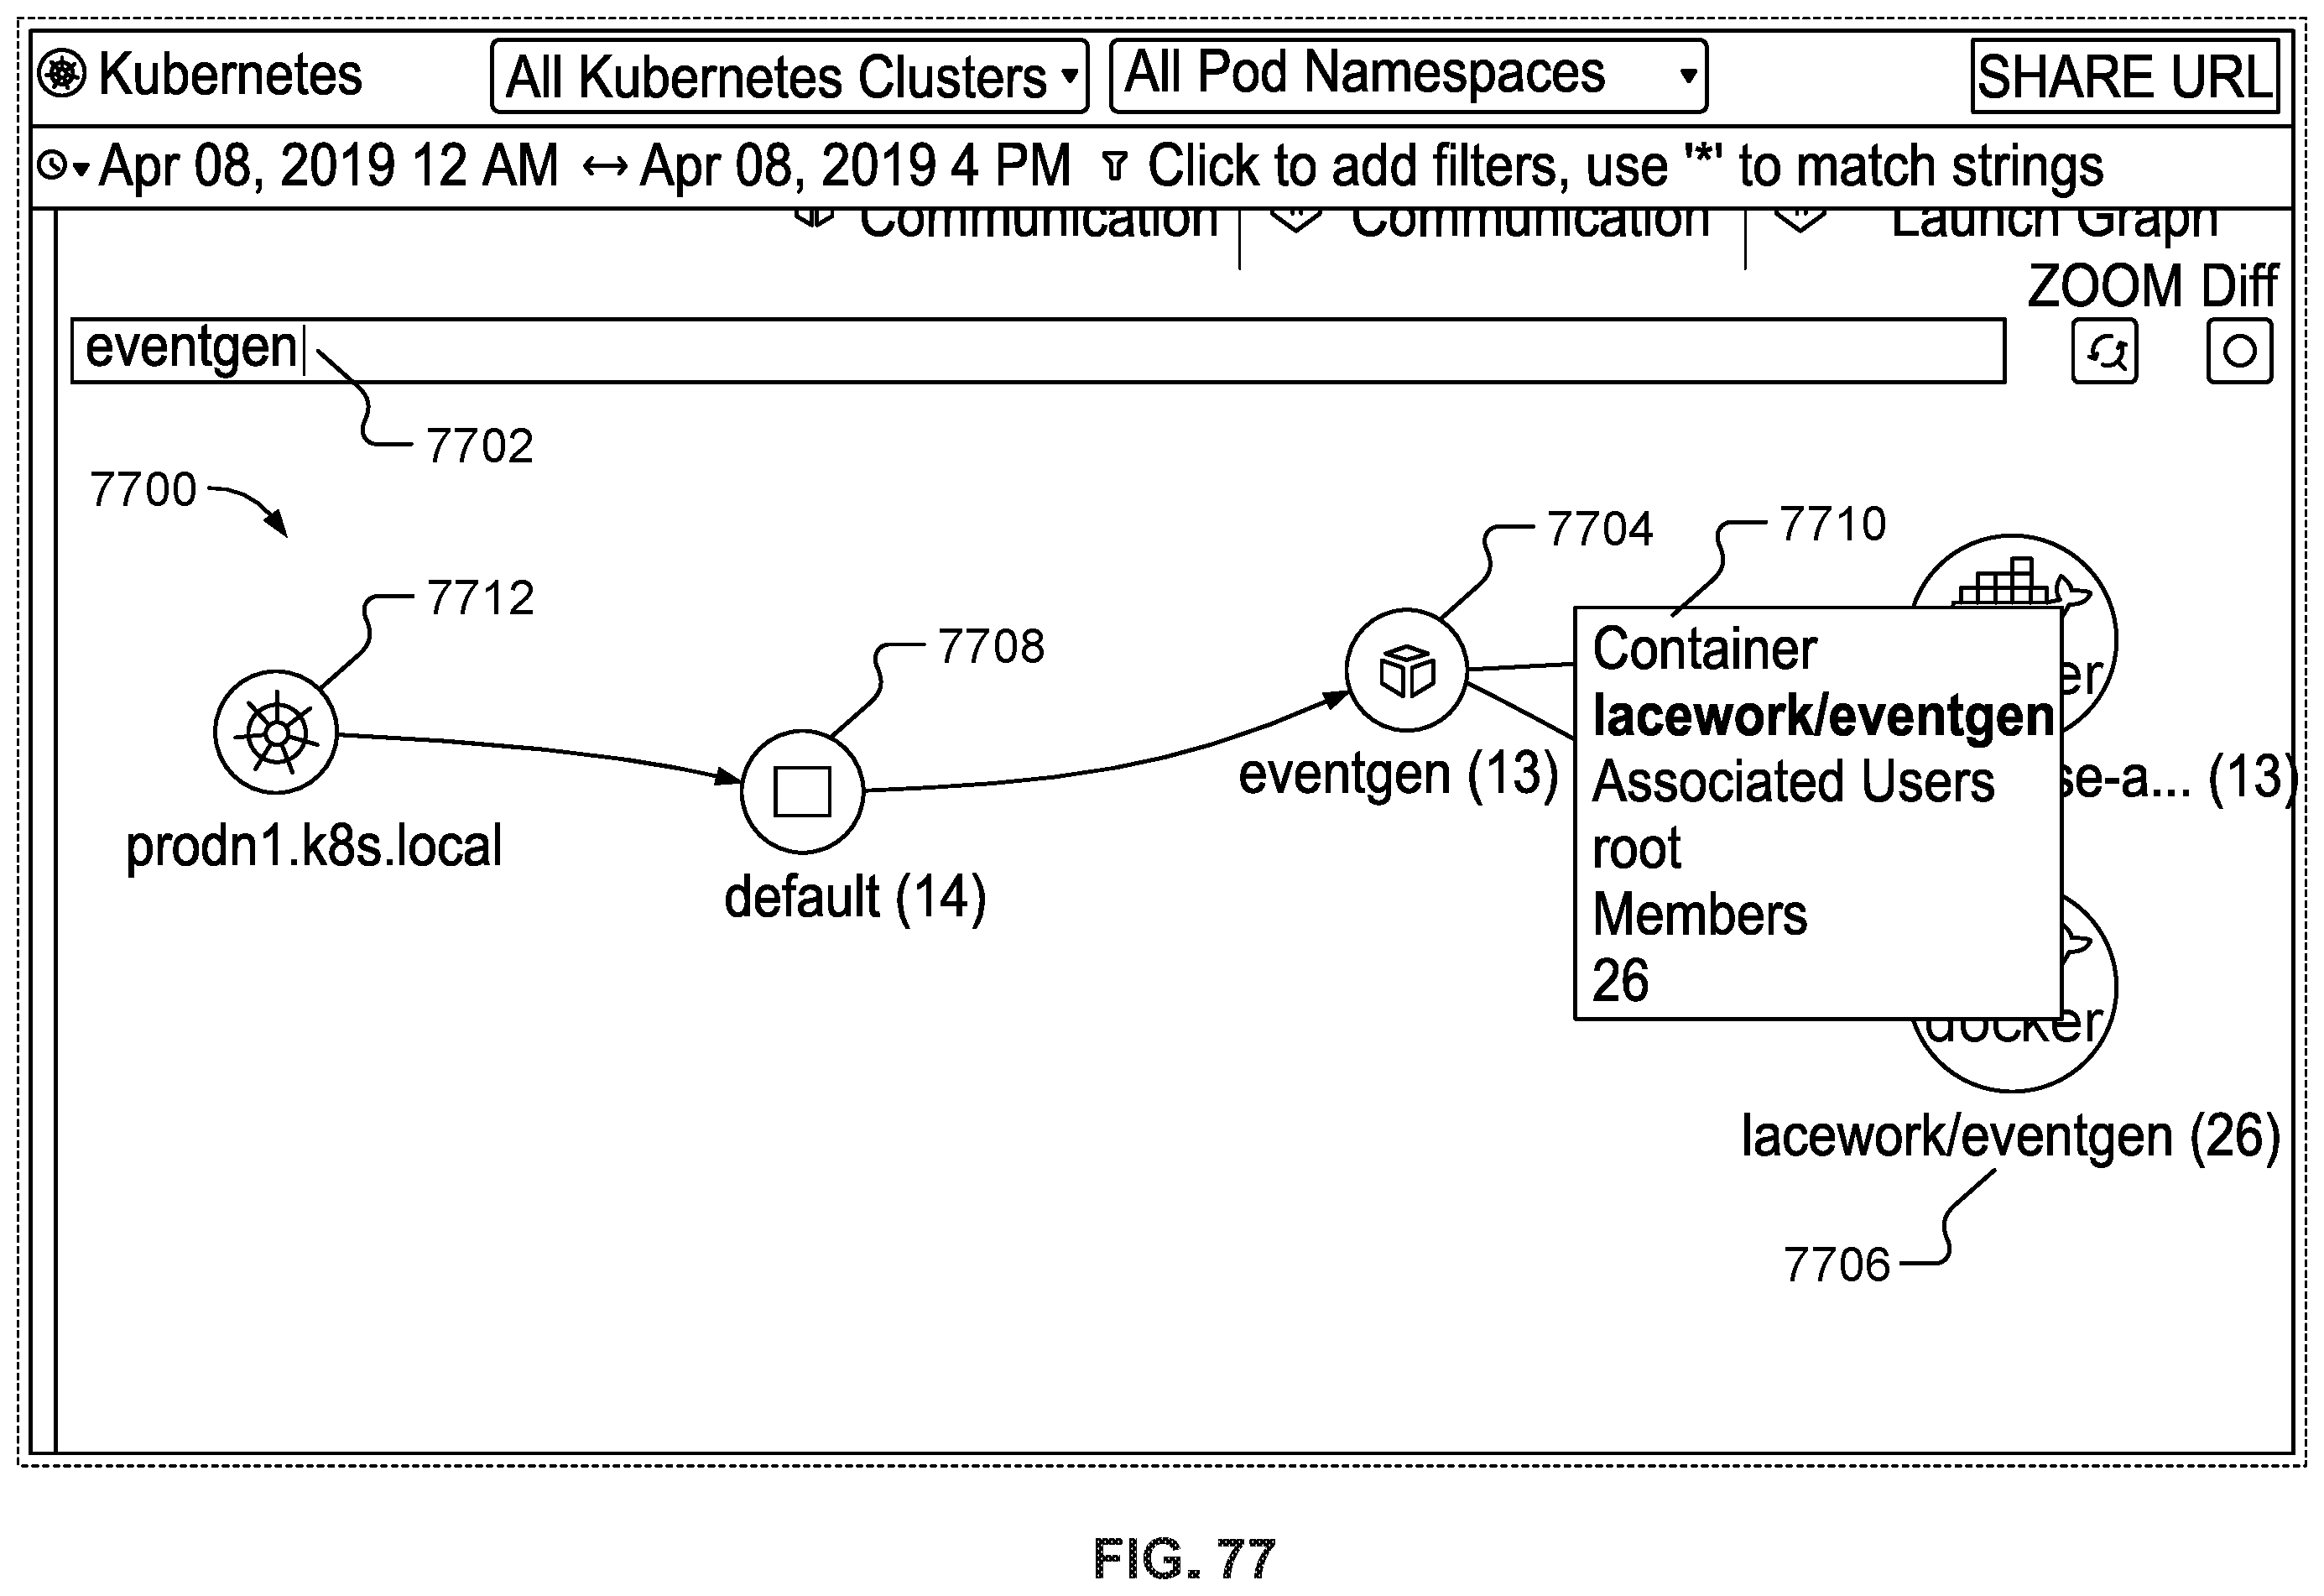 Kubernetes
All Kubernetes Clusters
All Pod Namespaces
SHARE URL
Apr 08, 2019 12 AM ↔ Apr 08, 2019 4 PM
Click to add filters, use '*' to match strings
Communication
Communication
Launch Graph
ZOOM Diff
eventgen
7702
7700
7712
7708
7704
7710
prodn1.k8s.local
default (14)
eventgen (13)
Container
lacework/eventgen
Associated Users
root
Members
26
er
se-a... (13)
docker
lacework/eventgen (26)
7706
FIG. 77